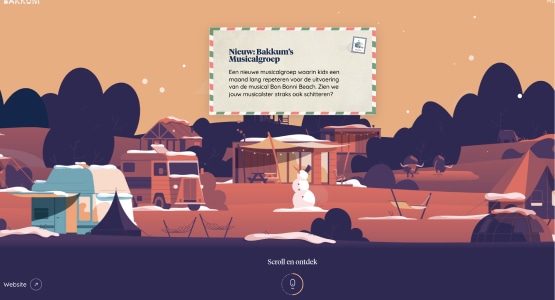 BAKKUM
Nieuw: Bakkum's
Musicalgroep
Een nieuwe musicalgroep waarin kids een
maand lang repeteren voor de uitvoering
van de musical Bon Bonni Beach. Zien we
jouw musicalster straks ook schitteren?
Scroll en ontdek
Website